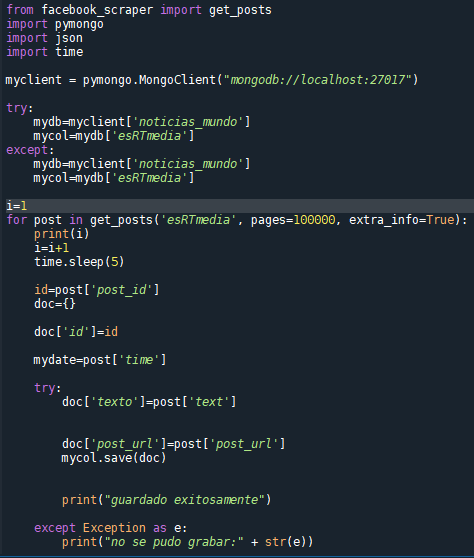 from facebook_scraper import get_posts
import pymongo
import json
import time
myclient = pymongo.MongoClient("mongodb://localhost:27017")
try:
    mydb=myclient['noticias_mundo']
    mycol=mydb['esRTmedia']
except:
    mydb=myclient['noticias_mundo']
    mycol=mydb['esRTmedia']
i=1
for post in get_posts('esRTmedia', pages=100000, extra_info=True):
    print(i)
    i=i+1
    time.sleep(5)
    id=post['post_id']
    doc={}
    doc['id']=id
    mydate=post['time']
    try:
        doc['texto']=post['text']
        doc['post_url']=post['post_url']
        mycol.save(doc)
        print("guardado exitosamente")
    except Exception as e:
        print("no se pudo grabar:" + str(e))